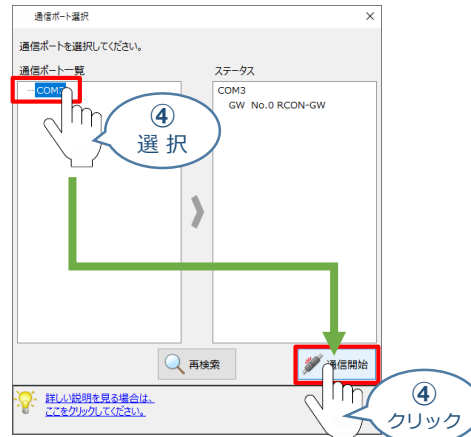 通信ポート選択
通信ポートを選択してください。
通信ポート一覧
ステータス
COM3
COM3
GW No.0 RCON-GW
④
選 択
再検索
通信開始
詳しい説明を見る場合は、
ここをクリックしてください。
④
クリック